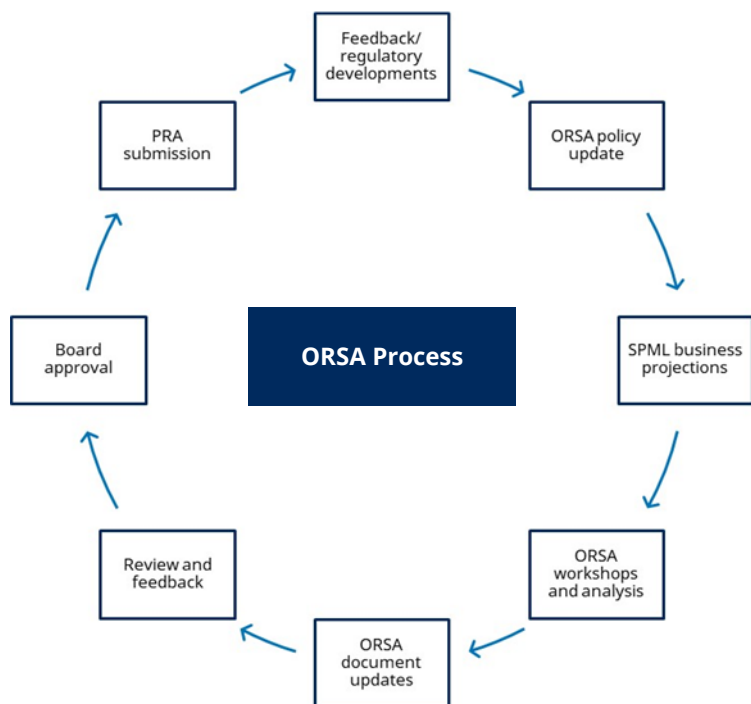 Feedback/
regulatory
developments
PRA
submission
ORSA policy
update
Board
approval
ORSA Process
SPML business
projections
Review and
feedback
ORSA
workshops
and analysis
ORSA
document
updates